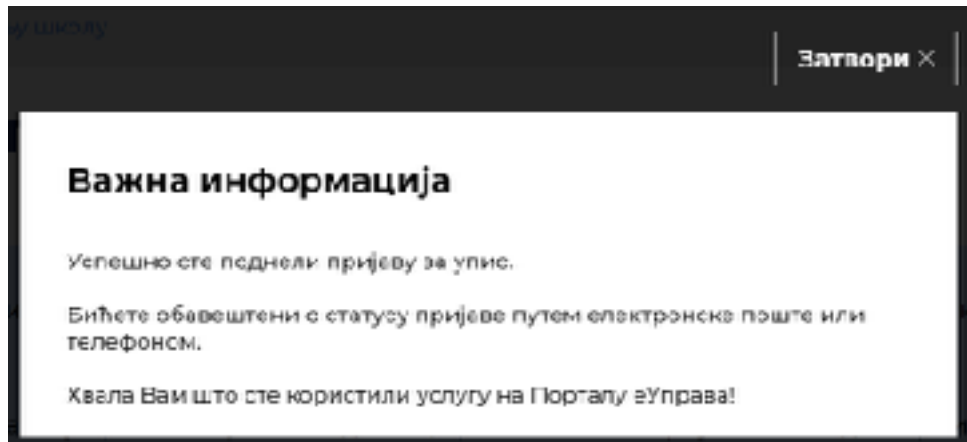 школу
Затвори ×
Важна информација
Успешно сте поднели пријаву за упис.
Бићете обавештени о статусу пријаве путем електронске поште или
телефоном.
Хвала Вам што сте користили услугу на Порталу еУправа!